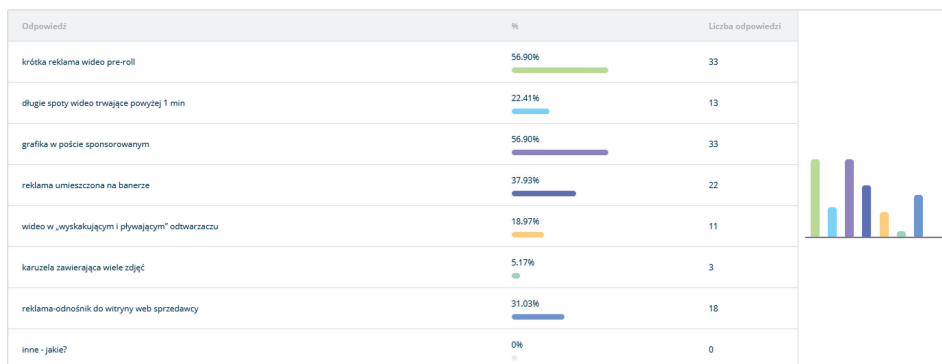 Odpowiedź % Liczba odpowiedzi
krótka reklama wideo pre-roll 56.90% 33
długie spoty wideo trwające powyżej 1 min 22.41% 13
grafika w poście sponsorowanym 56.90% 33
reklama umieszczona na banerze 37.93% 22
wideo w „wyskakującym i pływającym” odtwarzaczu 18.97% 11
karuzela zawierająca wiele zdjęć 5.17% 3
reklama-odnośnik do witryny web sprzedawcy 31.03% 18
inne - jakie? 0% 0